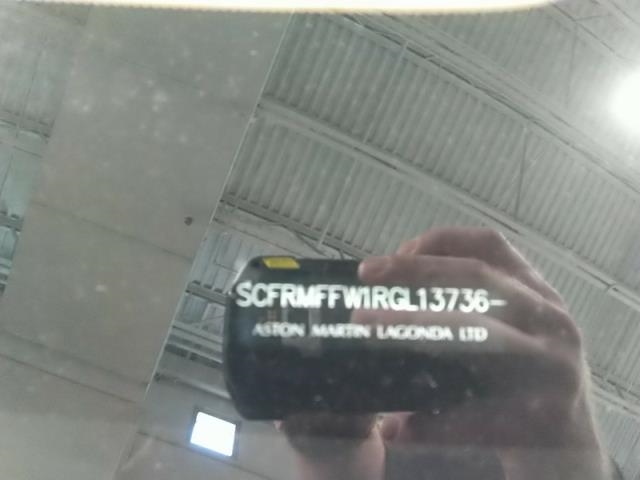 SCFRMFFW1RGL13736-
ASTON MARTIN LAGONDA LTD